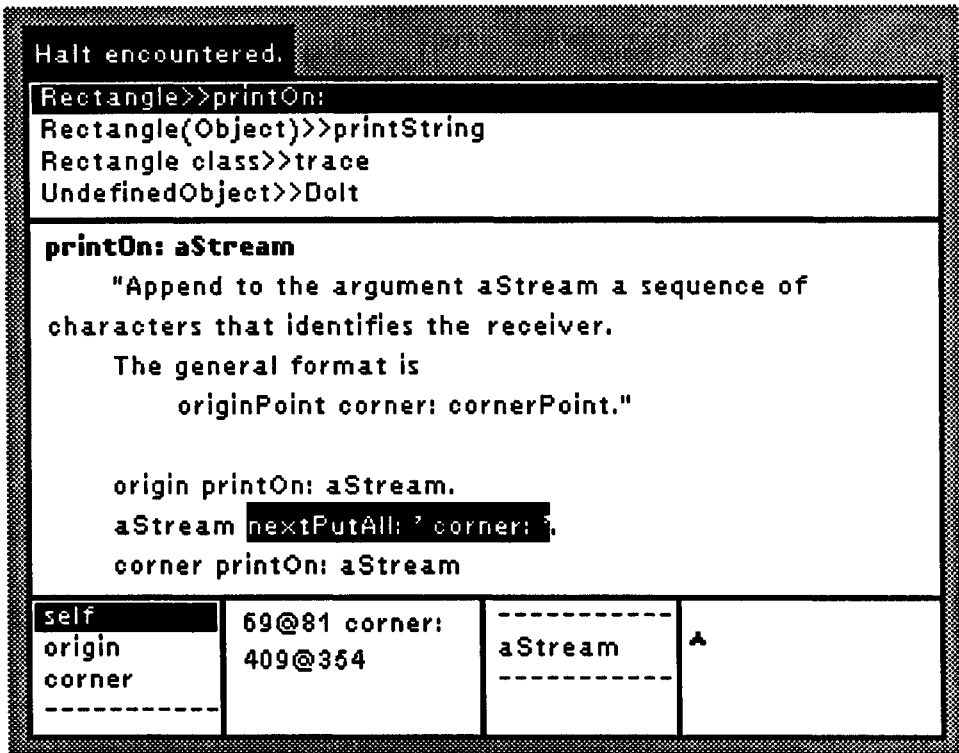 Halt encountered.
Rectangle>>printOn:
Rectangle(Object)>>printString
Rectangle class>>trace
UndefinedObject>>DoIt
printOn: aStream
"Append to the argument aStream a sequence of
characters that identifies the receiver.
The general format is
originPoint corner: cornerPoint."
origin printOn: aStream.
aStream nextPutAll: ' corner: '.
corner printOn: aStream
self
origin
corner
-----------
69@81 corner:
409@354
-----------
aStream
-----------